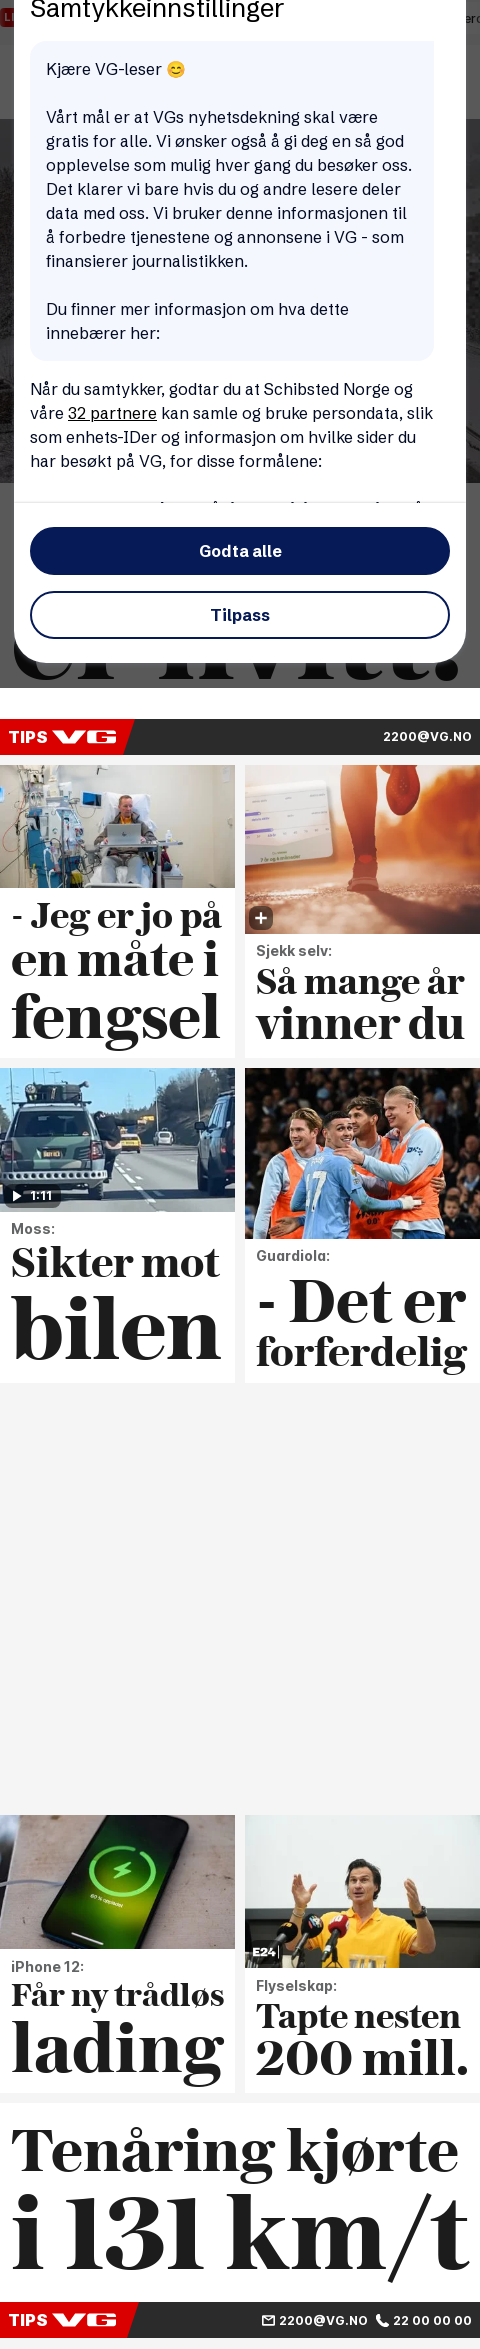 Samtykkeinnstillinger
Kjære VG-leser 😊
Vårt mål er at VGs nyhetsdekning skal være
gratis for alle. Vi ønsker også å gi deg en så god
opplevelse som mulig hver gang du besøker oss.
Det klarer vi bare hvis du og andre lesere deler
data med oss. Vi bruker denne informasjonen til
å forbedre tjenestene og annonsene i VG - som
finansierer journalistikken.
Du finner mer informasjon om hva dette
innebærer her:
Når du samtykker, godtar du at Schibsted Norge og
våre 32 partnere kan samle og bruke persondata, slik
som enhets-IDer og informasjon om hvilke sider du
har besøkt på VG, for disse formålene:
Godta alle
Tilpass
er hvitt.
TIPS VG 2200@VG.NO
- Jeg er jo på
en måte i
fengsel
Sjekk selv:
Så mange år
vinner du
1:11
Moss:
Sikter mot
bilen
Guardiola:
- Det er
forferdelig
iPhone 12:
Får ny trådløs
lading
E24
Flyselskap:
Tapte nesten
200 mill.
Tenåring kjørte
i 131 km/t
TIPS VG 2200@VG.NO 22 00 00 00